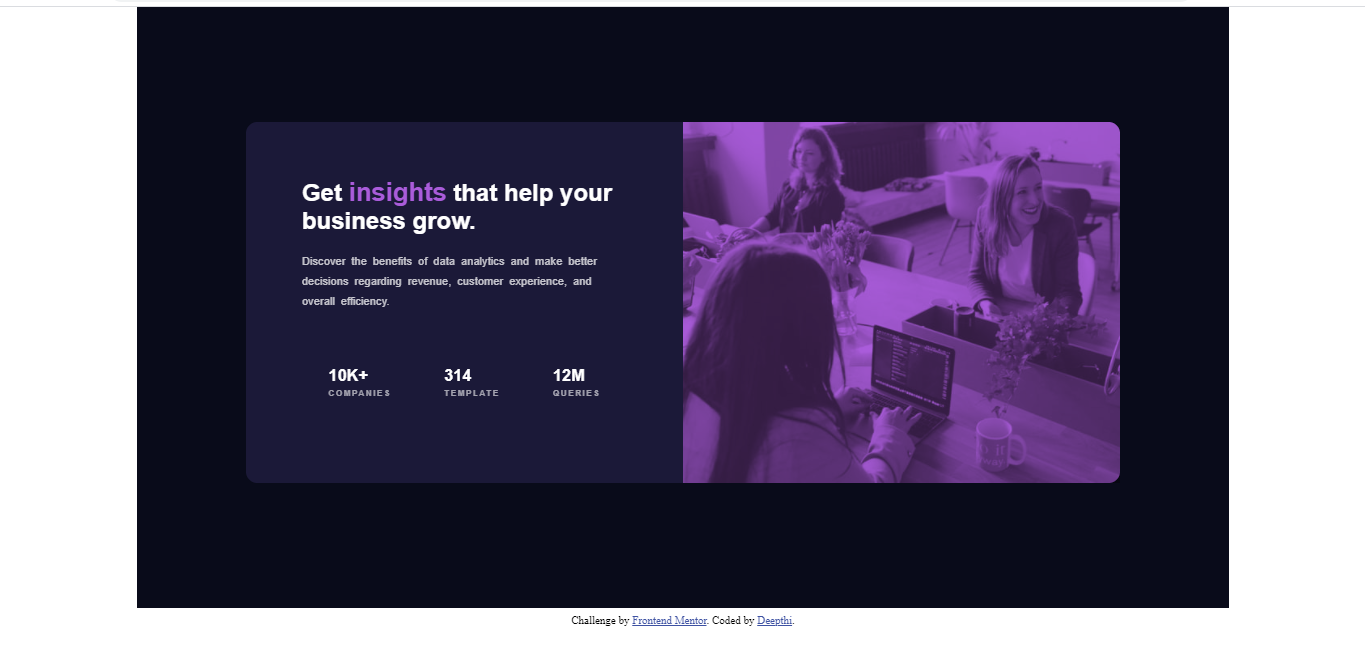 Get insights that help your
business grow.
Discover the benefits of data analytics and make better
decisions regarding revenue, customer experience, and
overall efficiency.
10K+ 314 12M
COMPANIES TEMPLATE QUERIES
Challenge by Frontend Mentor. Coded by Deepthi.